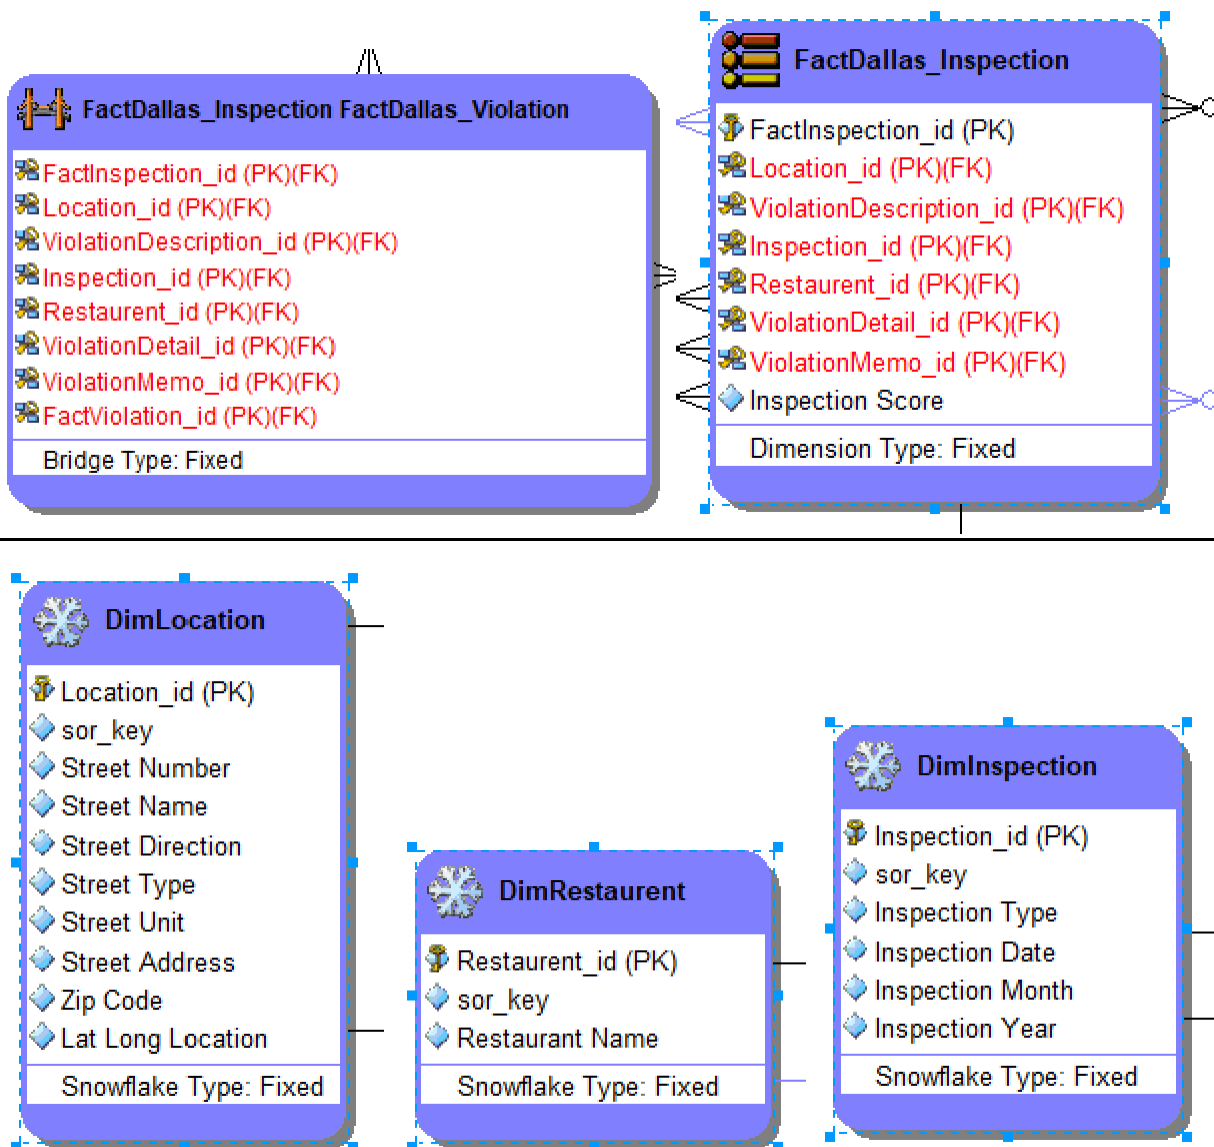 FactDallas_Inspection FactDallas_Violation
FactInspection_id (PK)(FK)
Location_id (PK)(FK)
ViolationDescription_id (PK)(FK)
Inspection_id (PK)(FK)
Restaurent_id (PK)(FK)
ViolationDetail_id (PK)(FK)
ViolationMemo_id (PK)(FK)
FactViolation_id (PK)(FK)
Bridge Type: Fixed
FactDallas_Inspection
FactInspection_id (PK)
Location_id (PK)(FK)
ViolationDescription_id (PK)(FK)
Inspection_id (PK)(FK)
Restaurent_id (PK)(FK)
ViolationDetail_id (PK)(FK)
ViolationMemo_id (PK)(FK)
Inspection Score
Dimension Type: Fixed
DimLocation
Location_id (PK)
sor_key
Street Number
Street Name
Street Direction
Street Type
Street Unit
Street Address
Zip Code
Lat Long Location
Snowflake Type: Fixed
DimRestaurent
Restaurent_id (PK)
sor_key
Restaurant Name
Snowflake Type: Fixed
DimInspection
Inspection_id (PK)
sor_key
Inspection Type
Inspection Date
Inspection Month
Inspection Year
Snowflake Type: Fixed